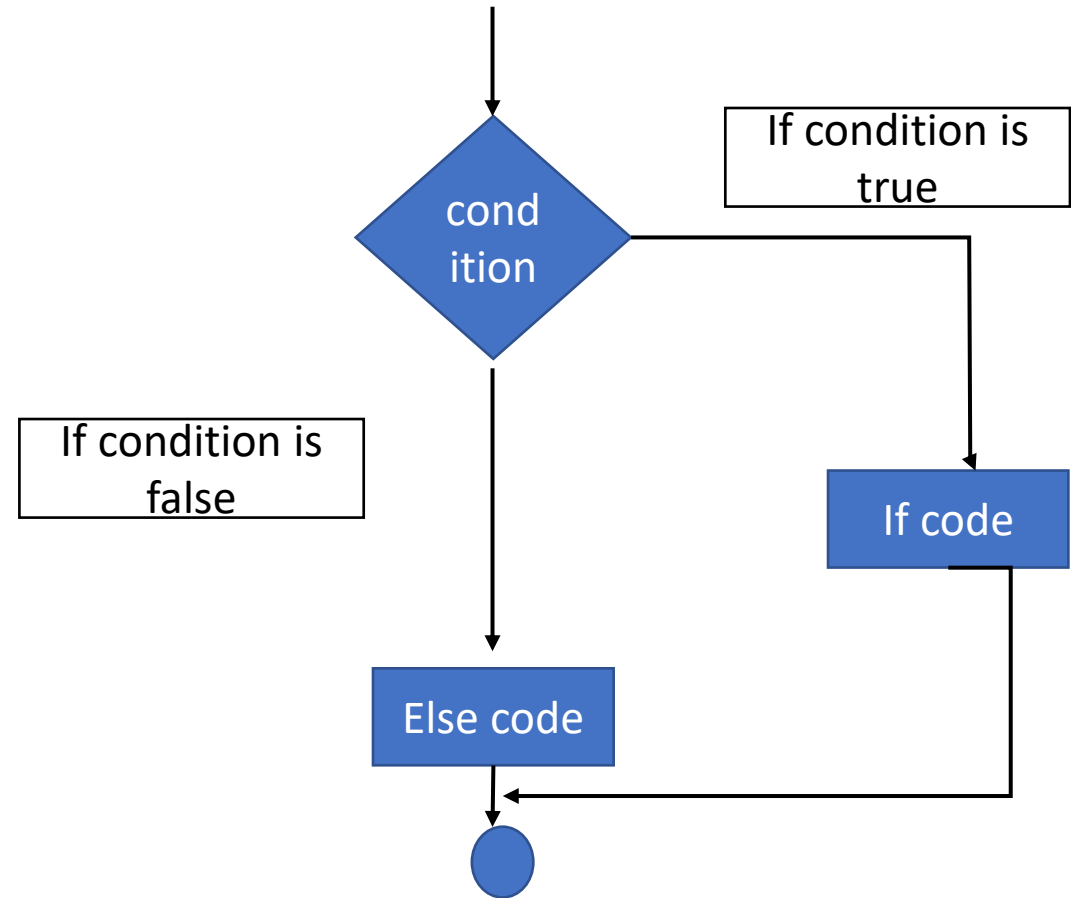 If condition is
true
cond
ition
If condition is
false
If code
Else code